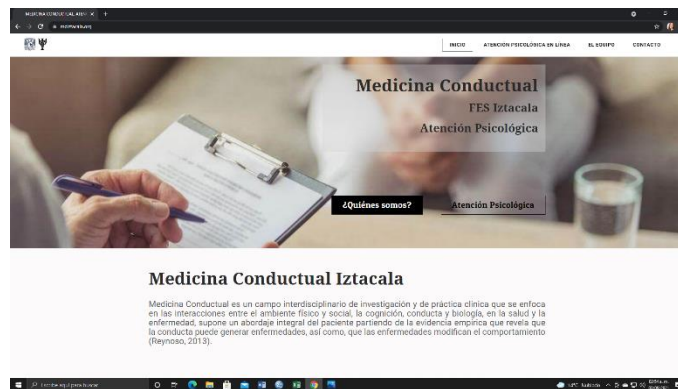 INICIO
ATENCIÓN PSICOLÓGICA EN LÍNEA
EL EQUIPO
CONTACTO
Medicina Conductual
FES Iztacala
Atención Psicológica
¿Quiénes somos?
Atención Psicológica
Medicina Conductual Iztacala
Medicina Conductual es un campo interdisciplinario de investigación y de práctica clínica que se enfoca
en las interacciones entre el ambiente físico y social, la cognición, conducta y biología, en la salud y la
enfermedad, supone un abordaje integral del paciente partiendo de la evidencia empírica que revela que
la conducta puede generar enfermedades, así como, que las enfermedades modifican el comportamiento
(Reynoso, 2013).